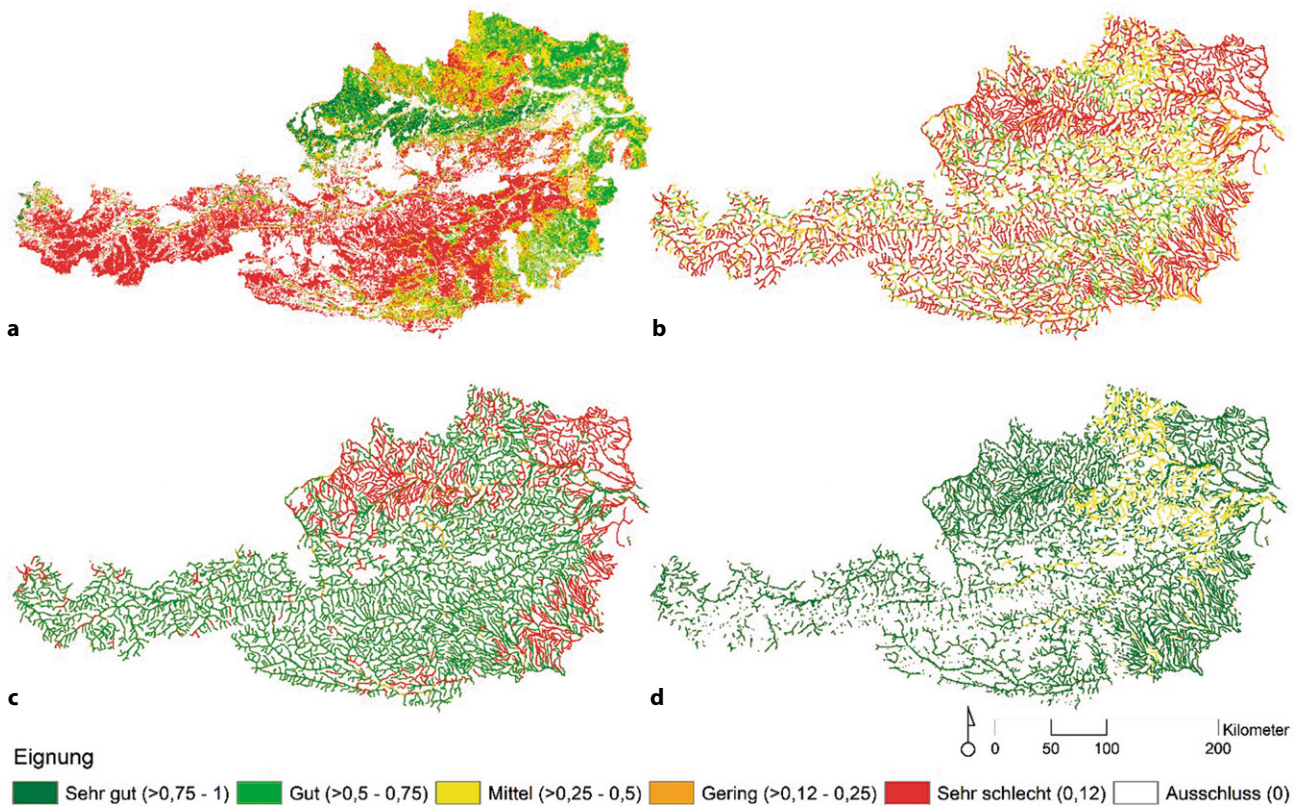 a
b
c
d
Kilometer
0 50 100 200
Eignung
Sehr gut (>0,75 - 1) Gut (>0,5 - 0,75) Mittel (>0,25 - 0,5) Gering (>0,12 - 0,25) Sehr schlecht (0,12) Ausschluss (0)